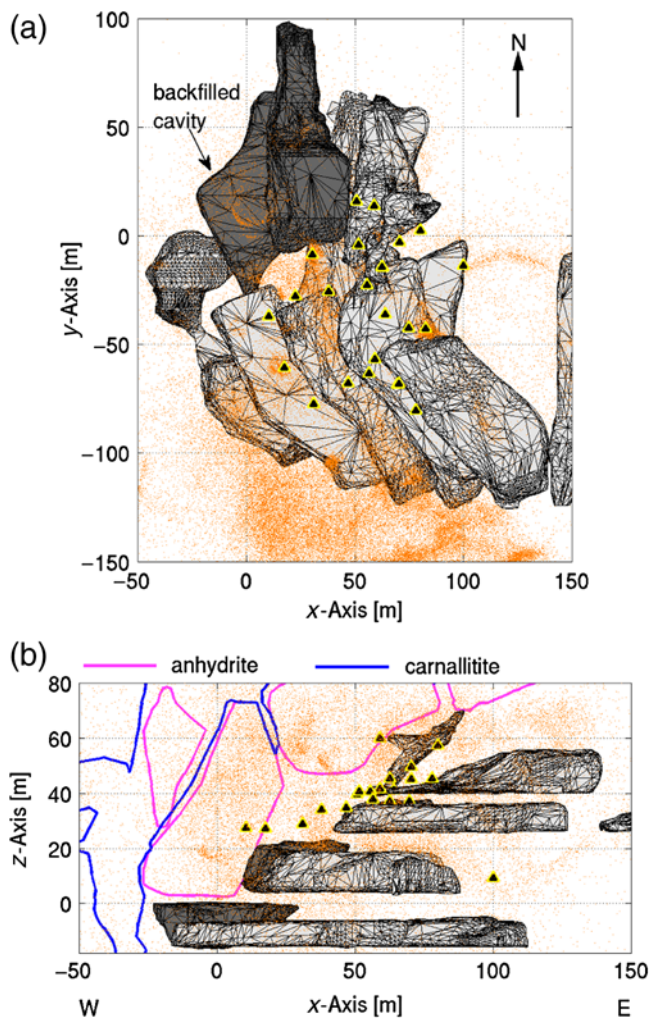 (a)
N
backfilled
cavity
100
50
0
−50
−100
−150
y-Axis [m]
−50 0 50 100 150
x-Axis [m]
(b)
anhydrite carnallitite
80
60
40
20
0
z-Axis [m]
−50 0 50 100 150
W x-Axis [m] E